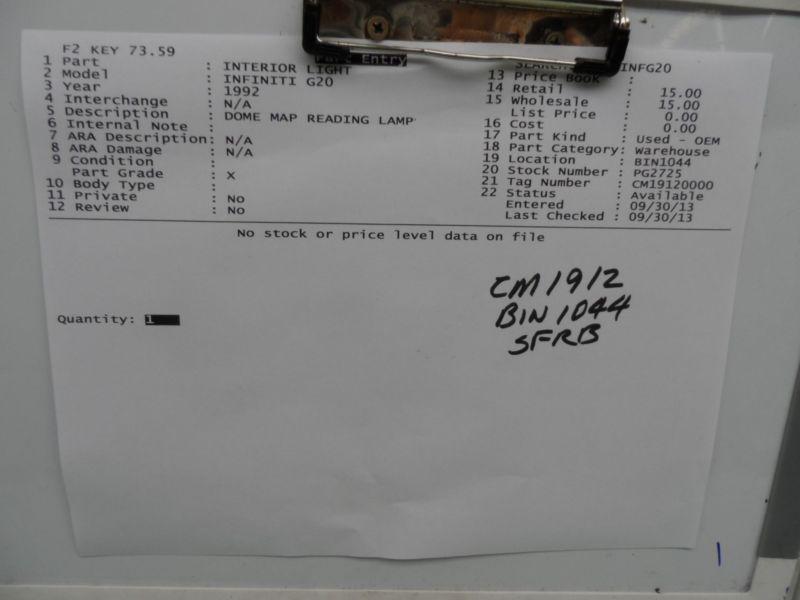 F2 KEY 73.59
Part Entry
1 Part : INTERIOR LIGHT
2 Model : INFINITI G20
3 Year : 1992
4 Interchange : N/A
5 Description : DOME MAP READING LAMP
6 Internal Note :
7 ARA Description: N/A
8 ARA Damage : N/A
9 Condition :
Part Grade : X
10 Body Type :
11 Private : No
12 Review : No
INFG20
13 Price Book :
14 Retail : 15.00
15 Wholesale : 15.00
List Price : 0.00
16 Cost : 0.00
17 Part Kind : Used - OEM
18 Part Category: Warehouse
19 Location : BIN1044
20 Stock Number : PG2725
21 Tag Number : CM19120000
22 Status : Available
Entered : 09/30/13
Last Checked : 09/30/13
No stock or price level data on file
Quantity: 1
CM1912
BIN1044
SFRB